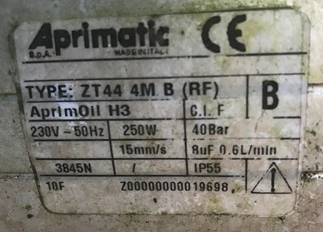 Aprimatic CE
S.p.A. MADE IN ITALY
TYPE: ZT44 4M B (RF)
AprimOil H3 C.I. F B
230V ~ 50Hz 250W 40Bar
15mm/s 8uF 0.6L/min
3845N / IP55
10F Z00000000019698